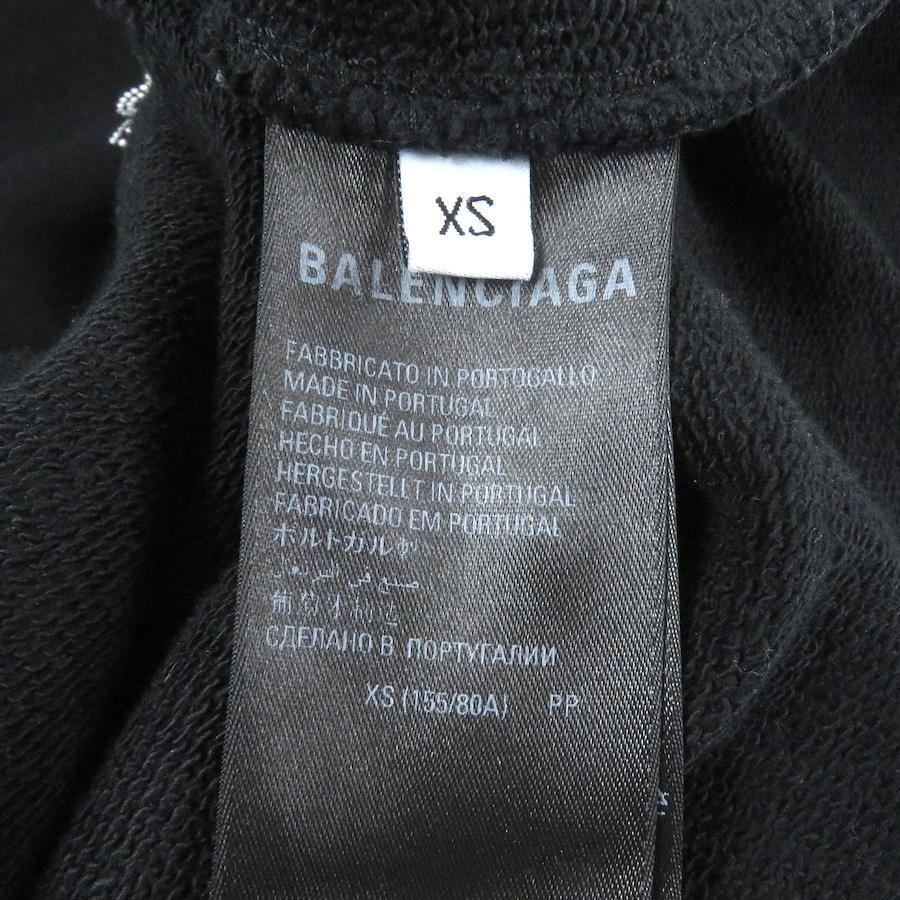 XS
BALENCIAGA
FABBRICATO IN PORTOGALLO
MADE IN PORTUGAL
FABRIQUÉ AU PORTUGAL
HECHO EN PORTUGAL
HERGESTELLT IN PORTUGAL
FABRICADO EM PORTUGAL
ポルトガル製
صنع في البرتغال
葡萄牙制造
СДЕЛАНО В ПОРТУГАЛИИ
XS (155/80A) PP